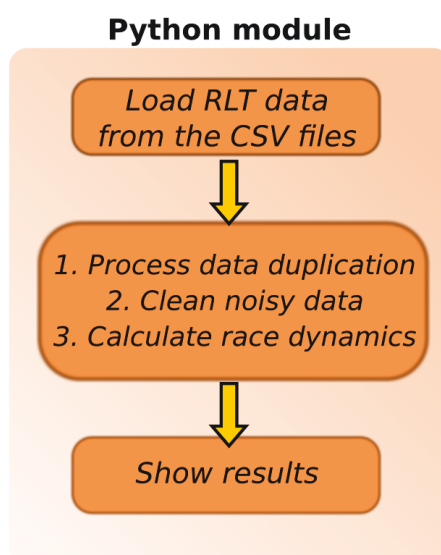 Python module
Load RLT data
from the CSV files
1. Process data duplication
2. Clean noisy data
3. Calculate race dynamics
Show results